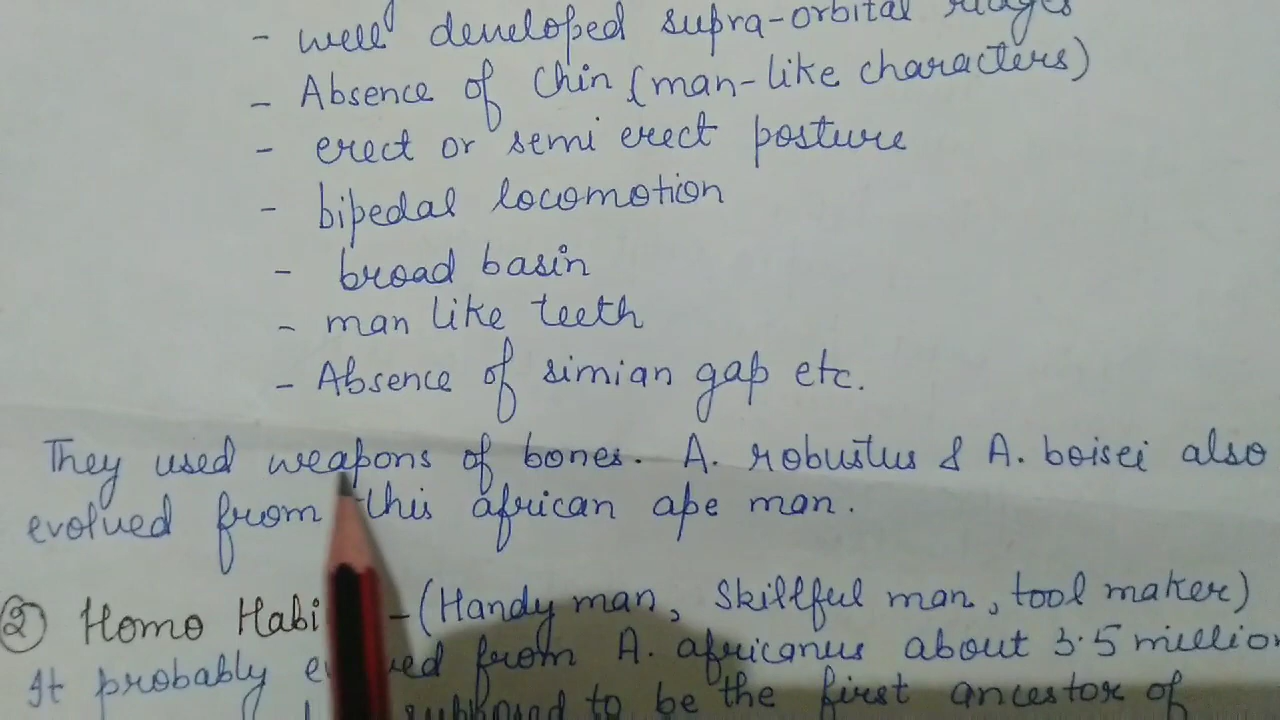 - well developed supra-orbital ridges
- Absence of Chin (man-like characters)
- erect or semi erect posture
- bipedal locomotion
- broad basin
- man like teeth
- Absence of simian gap etc.
They used weapons of bones. A. robustus & A. boisei also
evolved from this african ape man.
② Homo Habi - (Handy man, Skillful man, tool maker)
It probably from A. africanus about 3.5 million
supposed to be the first ancestor of